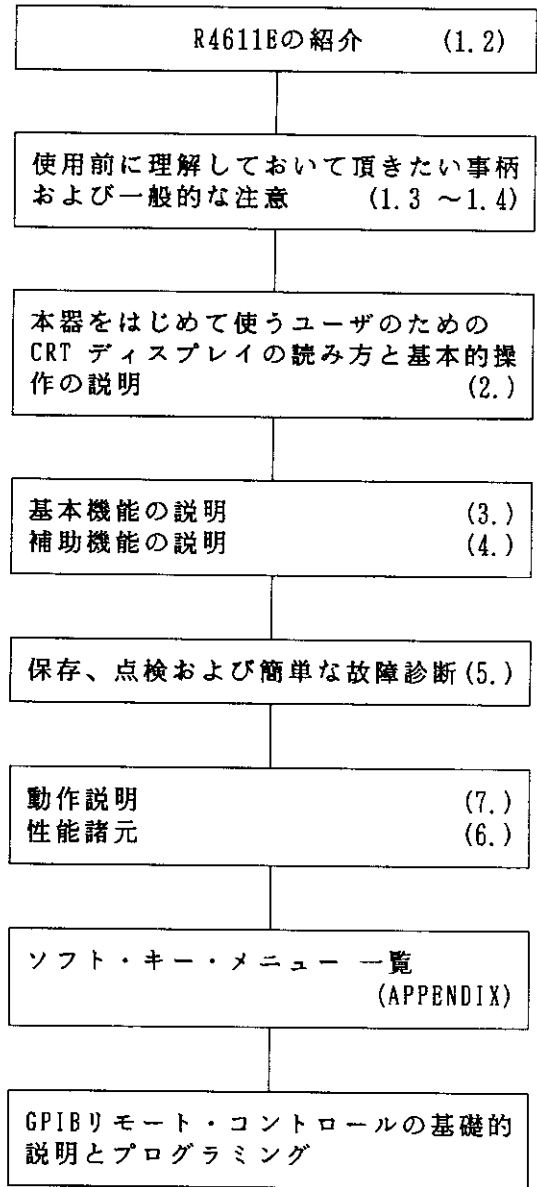 R4611Eの紹介 (1.2)
使用前に理解しておいて頂きたい事柄
および一般的な注意 (1.3 ~1.4)
本器をはじめて使うユーザのための
CRT ディスプレイの読み方と基本的操
作の説明 (2.)
基本機能の説明 (3.)
補助機能の説明 (4.)
保存、点検および簡単な故障診断(5.)
動作説明 (7.)
性能諸元 (6.)
ソフト・キー・メニュー 一覧
(APPENDIX)
GPIBリモート・コントロールの基礎的
説明とプログラミング